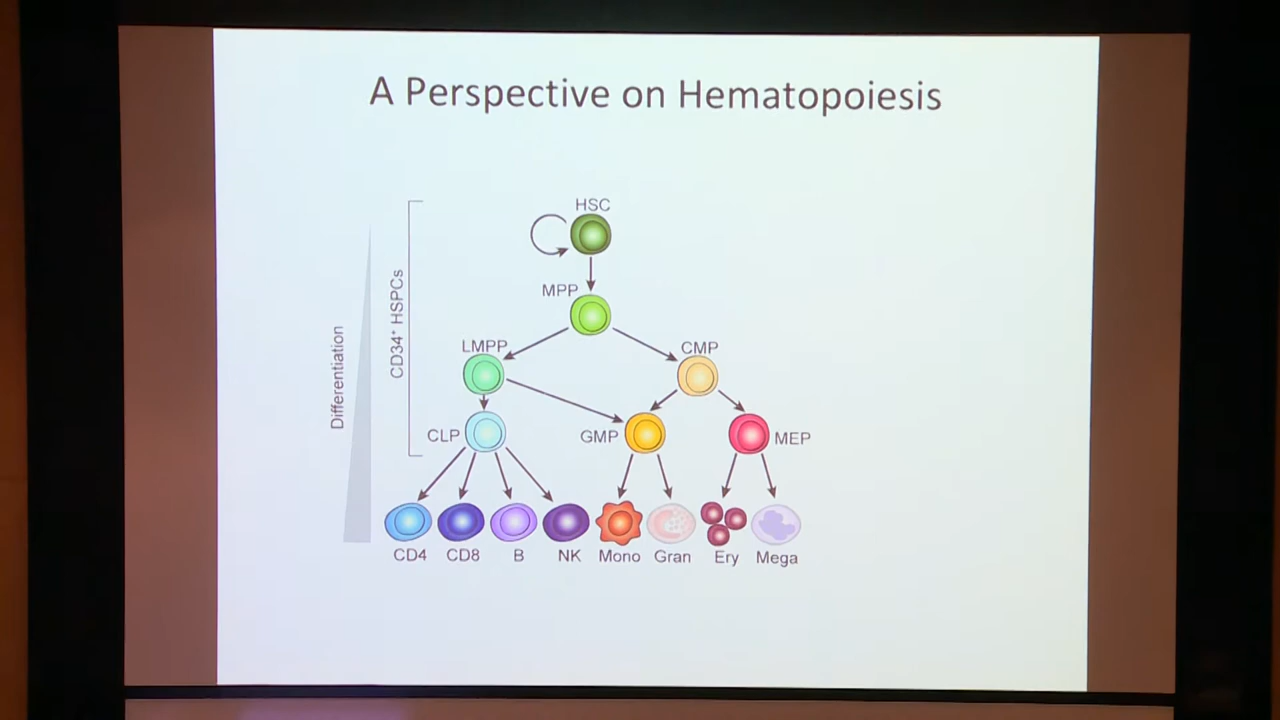 A Perspective on Hematopoiesis
HSC
MPP
LMPP
CMP
CLP
GMP
MEP
CD4
CD8
B
NK
Mono
Gran
Ery
Mega
CD34⁺ HSPCs
Differentiation